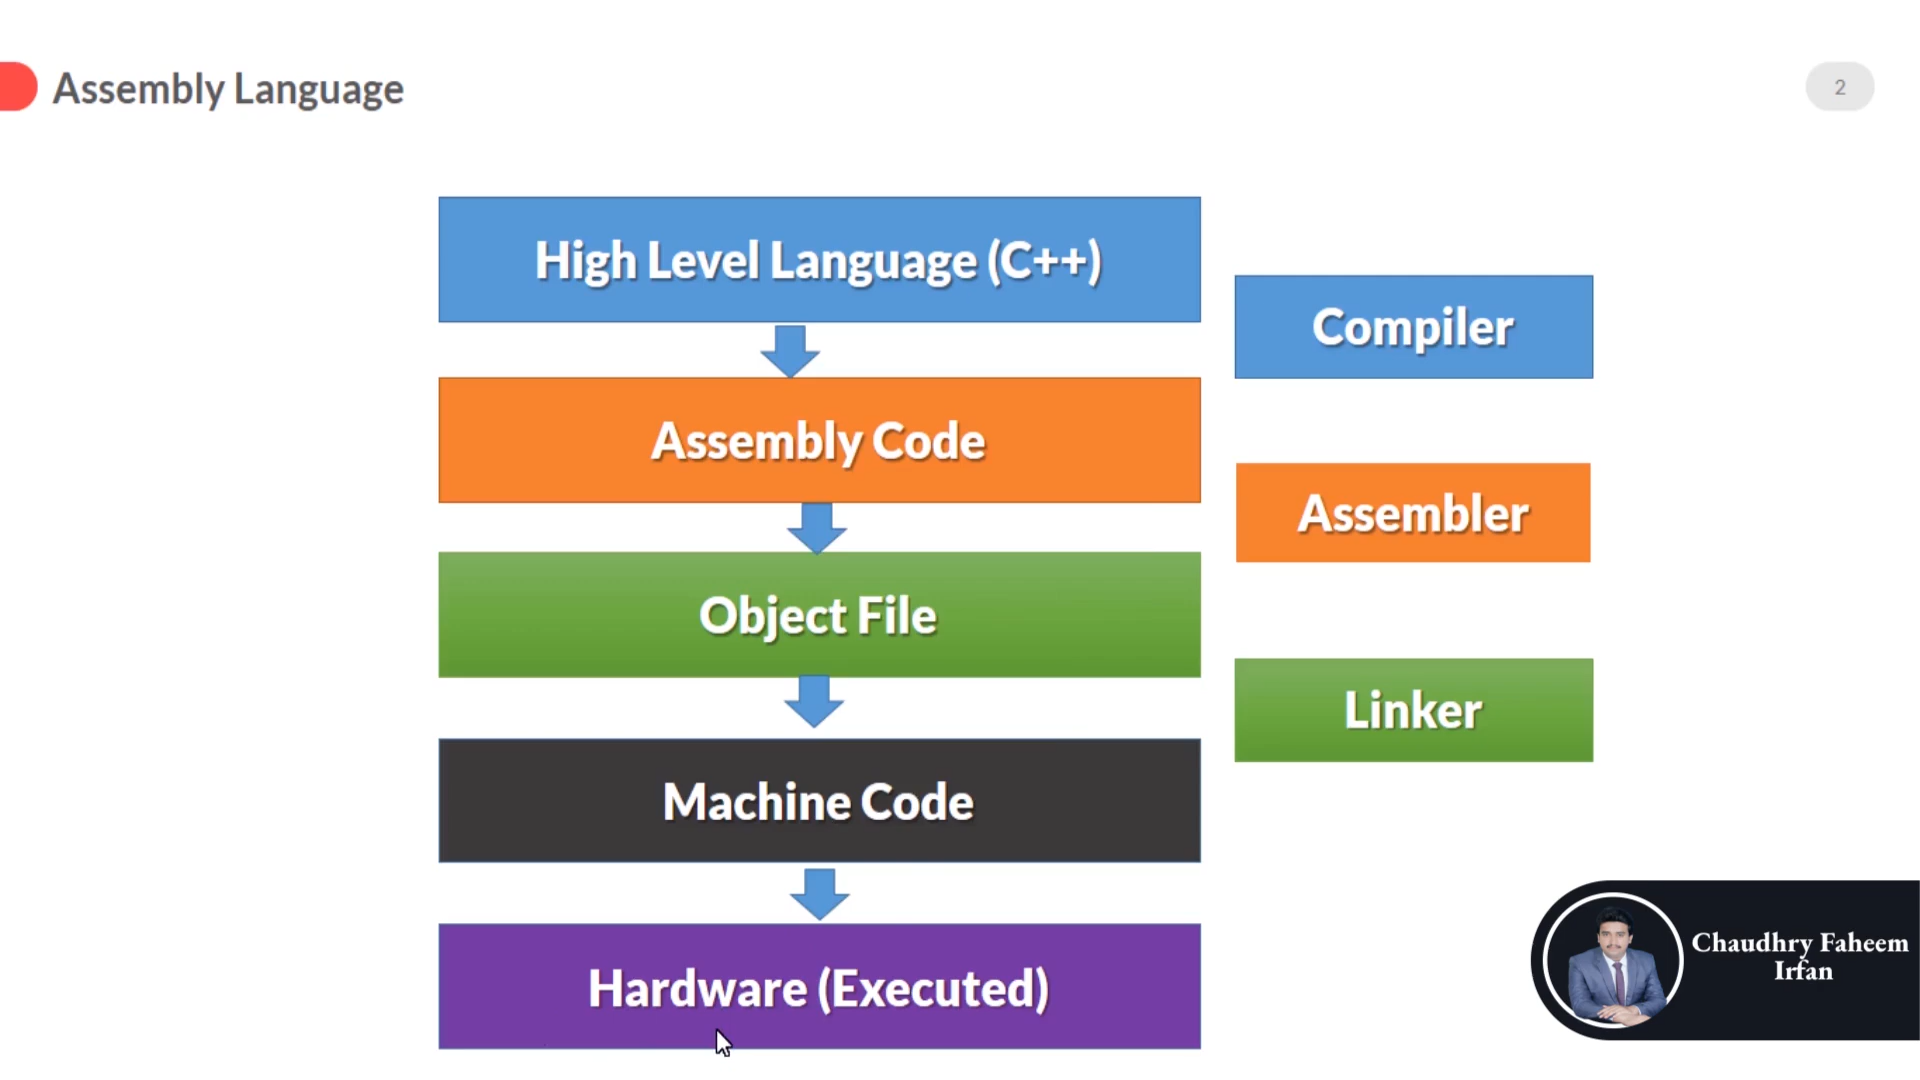 Assembly Language
2
High Level Language (C++)
Compiler
Assembly Code
Assembler
Object File
Linker
Machine Code
Hardware (Executed)
Chaudhry Faheem
Irfan